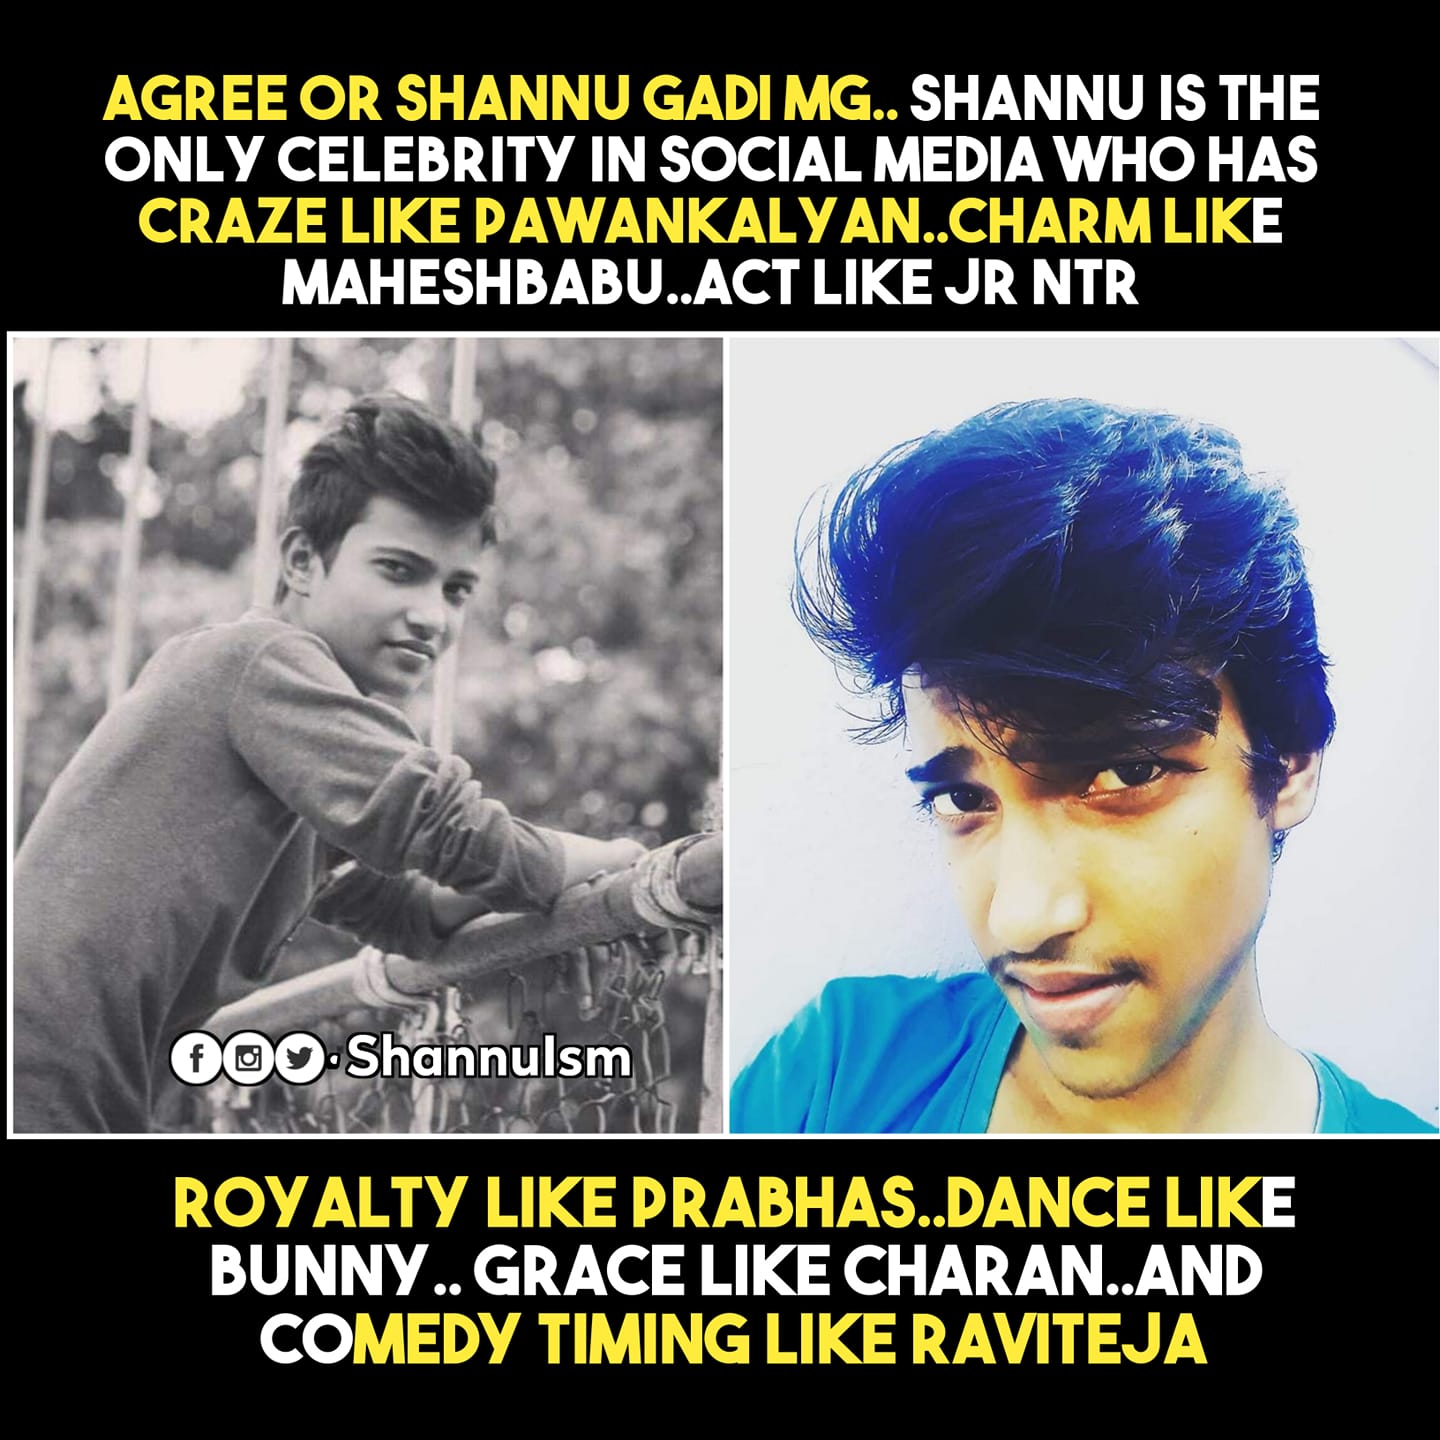 AGREE OR SHANNU GADI MG.. SHANNU IS THE
ONLY CELEBRITY IN SOCIAL MEDIA WHO HAS
CRAZE LIKE PAWANKALYAN..CHARM LIKE
MAHESHBABU..ACT LIKE JR NTR
ShannuIsm
ROYALTY LIKE PRABHAS..DANCE LIKE
BUNNY.. GRACE LIKE CHARAN..AND
COMEDY TIMING LIKE RAVITEJA